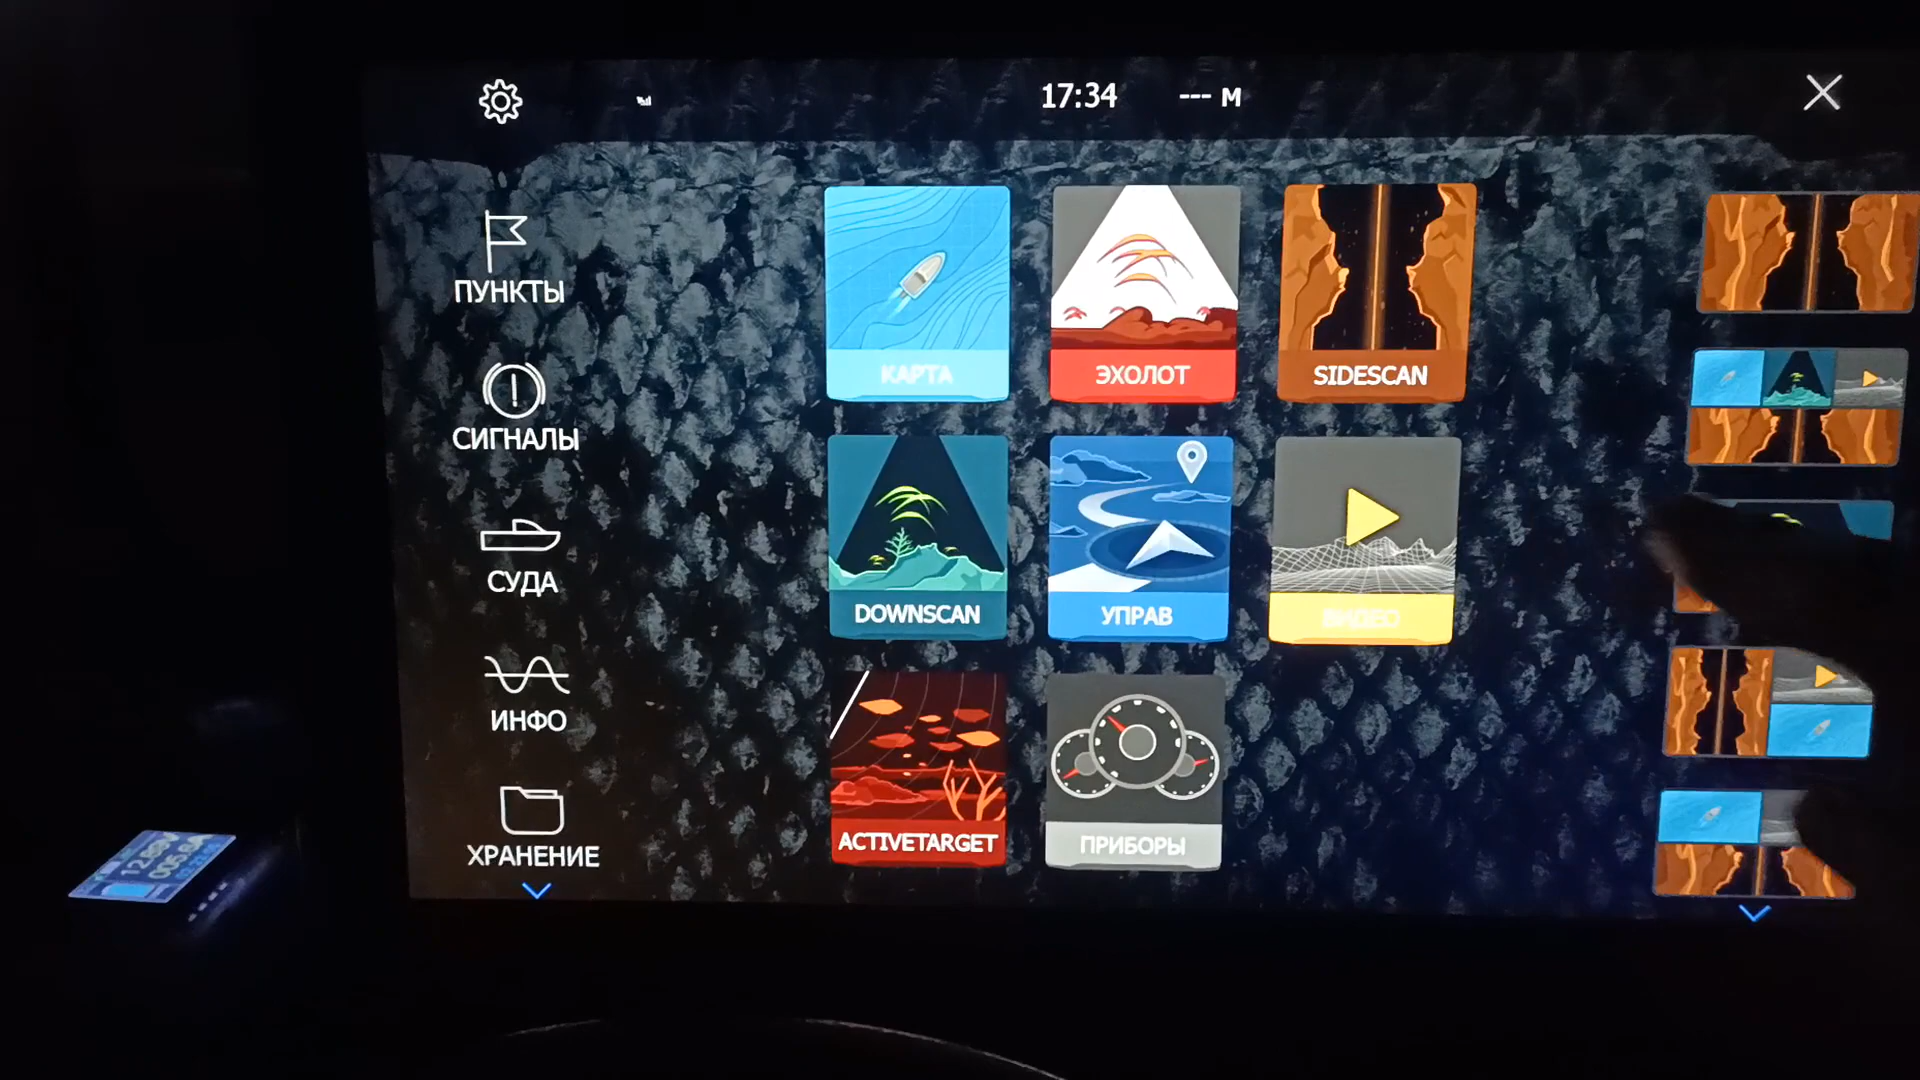 17:34 --- М
ПУНКТЫ
СИГНАЛЫ
СУДА
ИНФО
ХРАНЕНИЕ
КАРТА
ЭХОЛОТ
SIDESCAN
DOWNSCAN
УПРАВ
ВИДЕО
ACTIVETARGET
ПРИБОРЫ